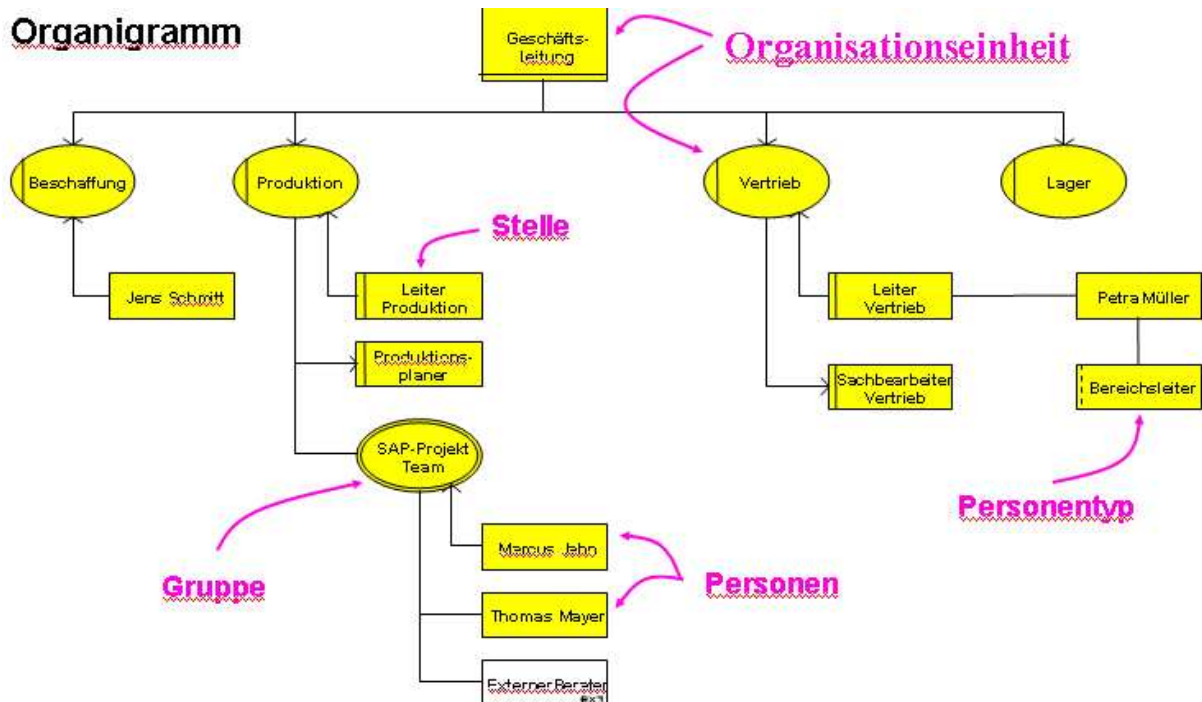 Organigramm
Geschäfts-
leitung
Organisationseinheit
Beschaffung
Produktion
Vertrieb
Lager
Stelle
Jens Schmitt
Leiter
Produktion
Leiter
Vertrieb
Petra Müller
Produktions-
planer
Sachbearbeiter
Vertrieb
Bereichsleiter
SAP-Projekt
Team
Personentyp
Marcus Jahn
Gruppe
Personen
Thomas Mayer
Externer Berater